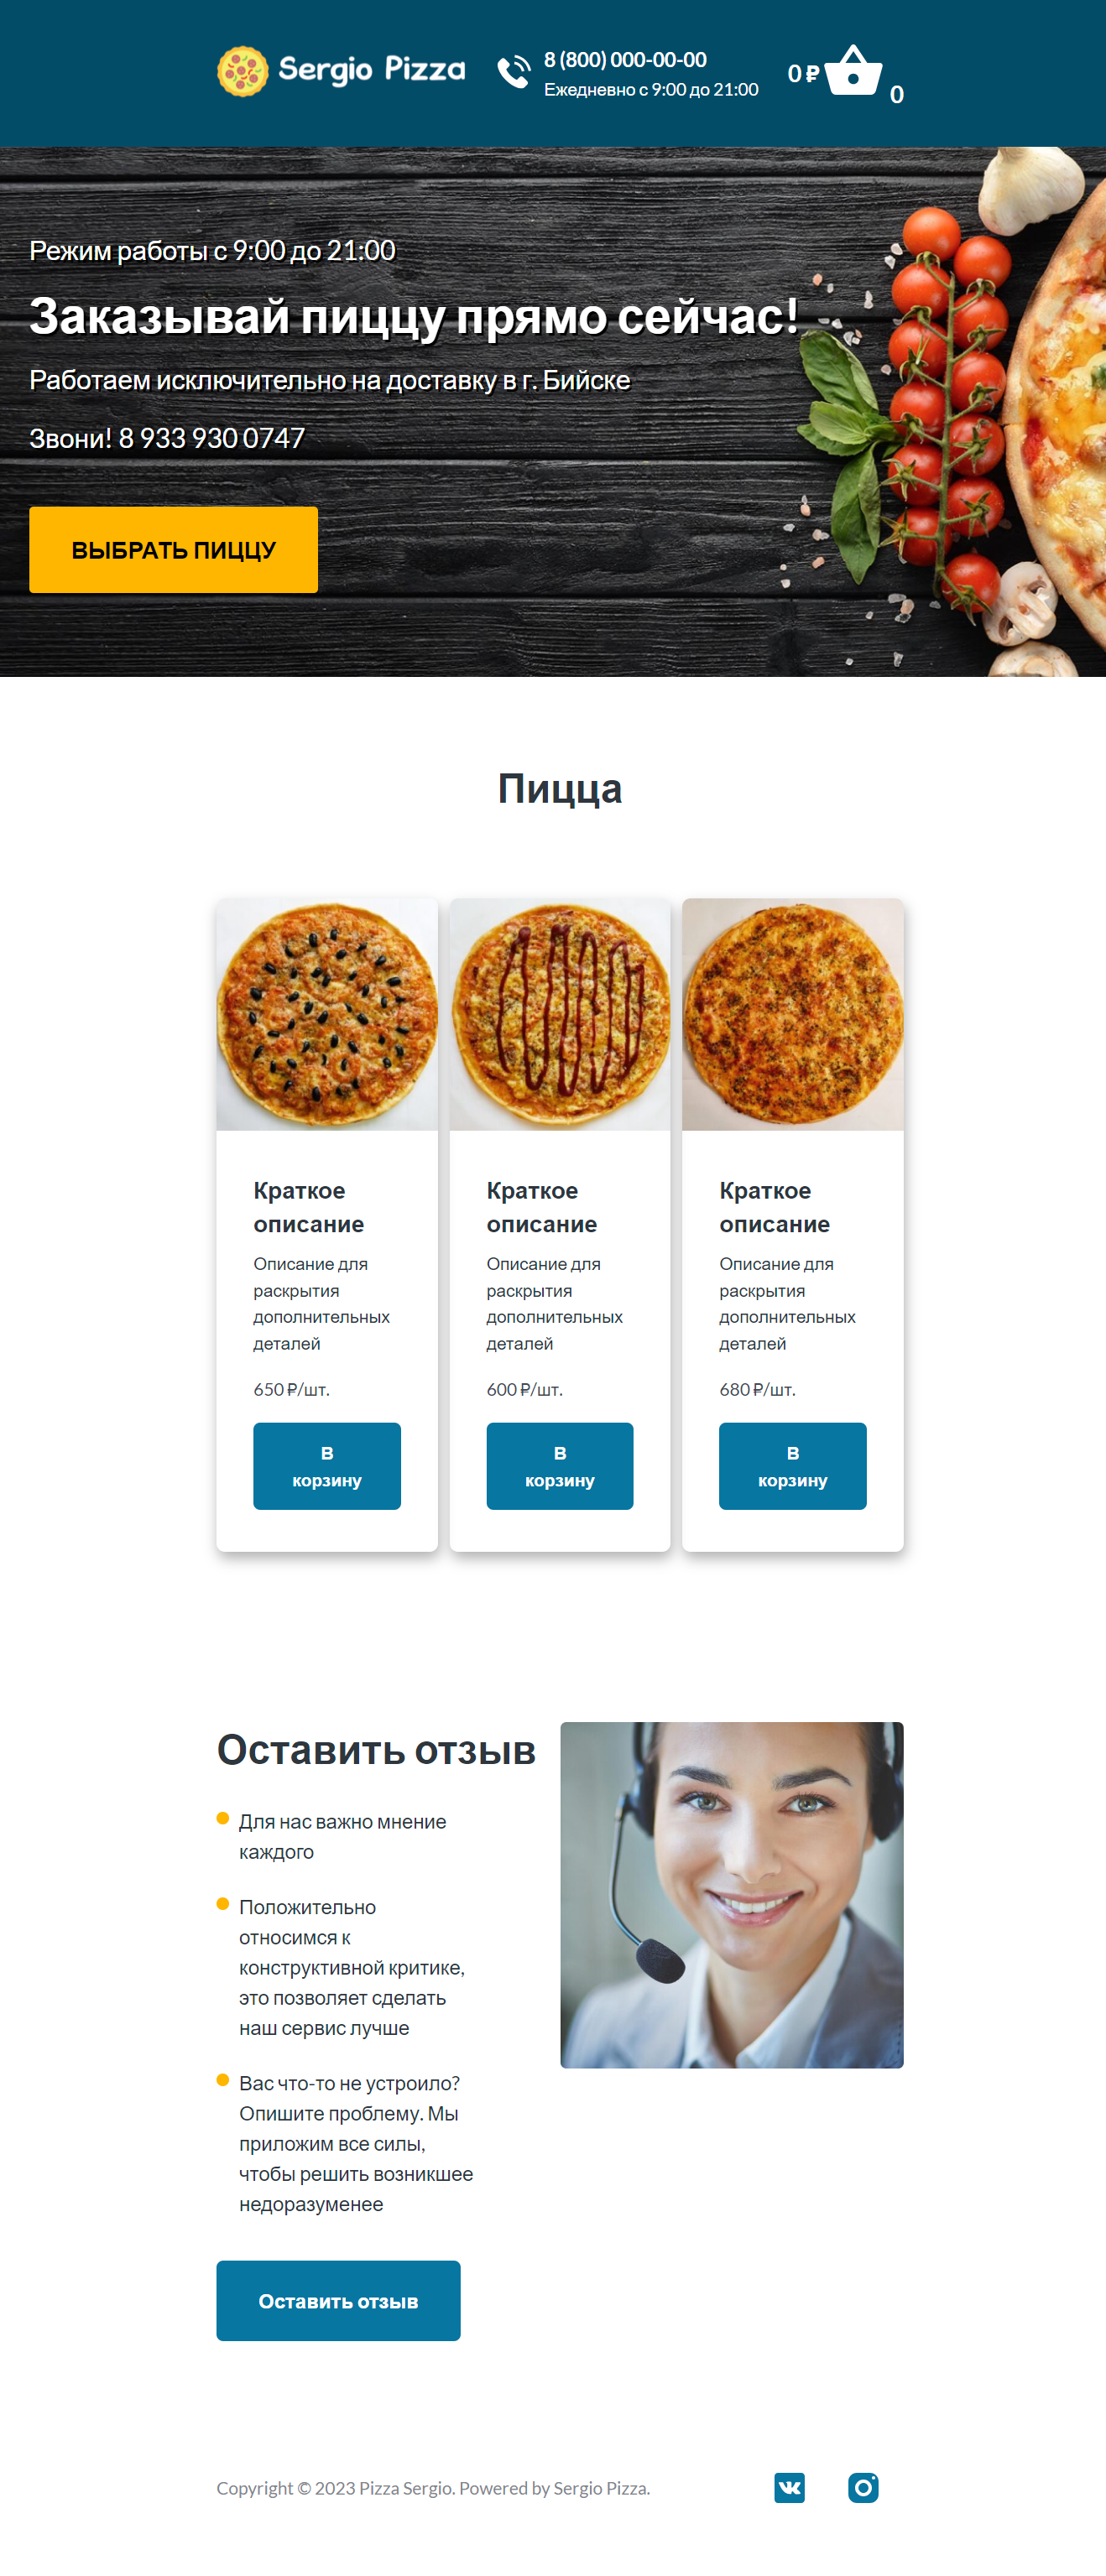 Sergio Pizza
8 (800) 000-00-00
Ежедневно с 9:00 до 21:00
0 ₽
0
Режим работы с 9:00 до 21:00
Заказывай пиццу прямо сейчас!
Работаем исключительно на доставку в г. Бийске
Звони! 8 933 930 0747
ВЫБРАТЬ ПИЦЦУ
Пицца
Краткое
описание
Описание для
раскрытия
дополнительных
деталей
650 ₽/шт.
В
корзину
Краткое
описание
Описание для
раскрытия
дополнительных
деталей
600 ₽/шт.
В
корзину
Краткое
описание
Описание для
раскрытия
дополнительных
деталей
680 ₽/шт.
В
корзину
Оставить отзыв
Для нас важно мнение
каждого
Положительно
относимся к
конструктивной критике,
это позволяет сделать
наш сервис лучше
Вас что-то не устроило?
Опишите проблему. Мы
приложим все силы,
чтобы решить возникшее
недоразуменее
Оставить отзыв
Copyright © 2023 Pizza Sergio. Powered by Sergio Pizza.